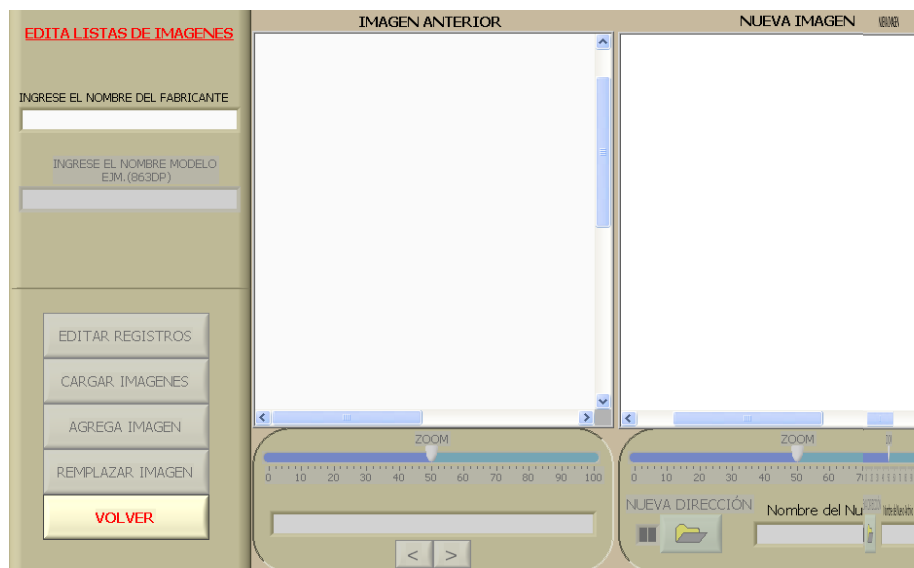 EDITA LISTAS DE IMAGENES
INGRESE EL NOMBRE DEL FABRICANTE
INGRESE EL NOMBRE MODELO
EJM.(863DP)
EDITAR REGISTROS
CARGAR IMAGENES
AGREGA IMAGEN
REMPLAZAR IMAGEN
VOLVER
IMAGEN ANTERIOR
ZOOM
0 10 20 30 40 50 60 70 80 90 100
< >
NUEVA IMAGEN
ZOOM
0 10 20 30 40 50 60
NUEVA DIRECCIÓN
Nombre del Nu